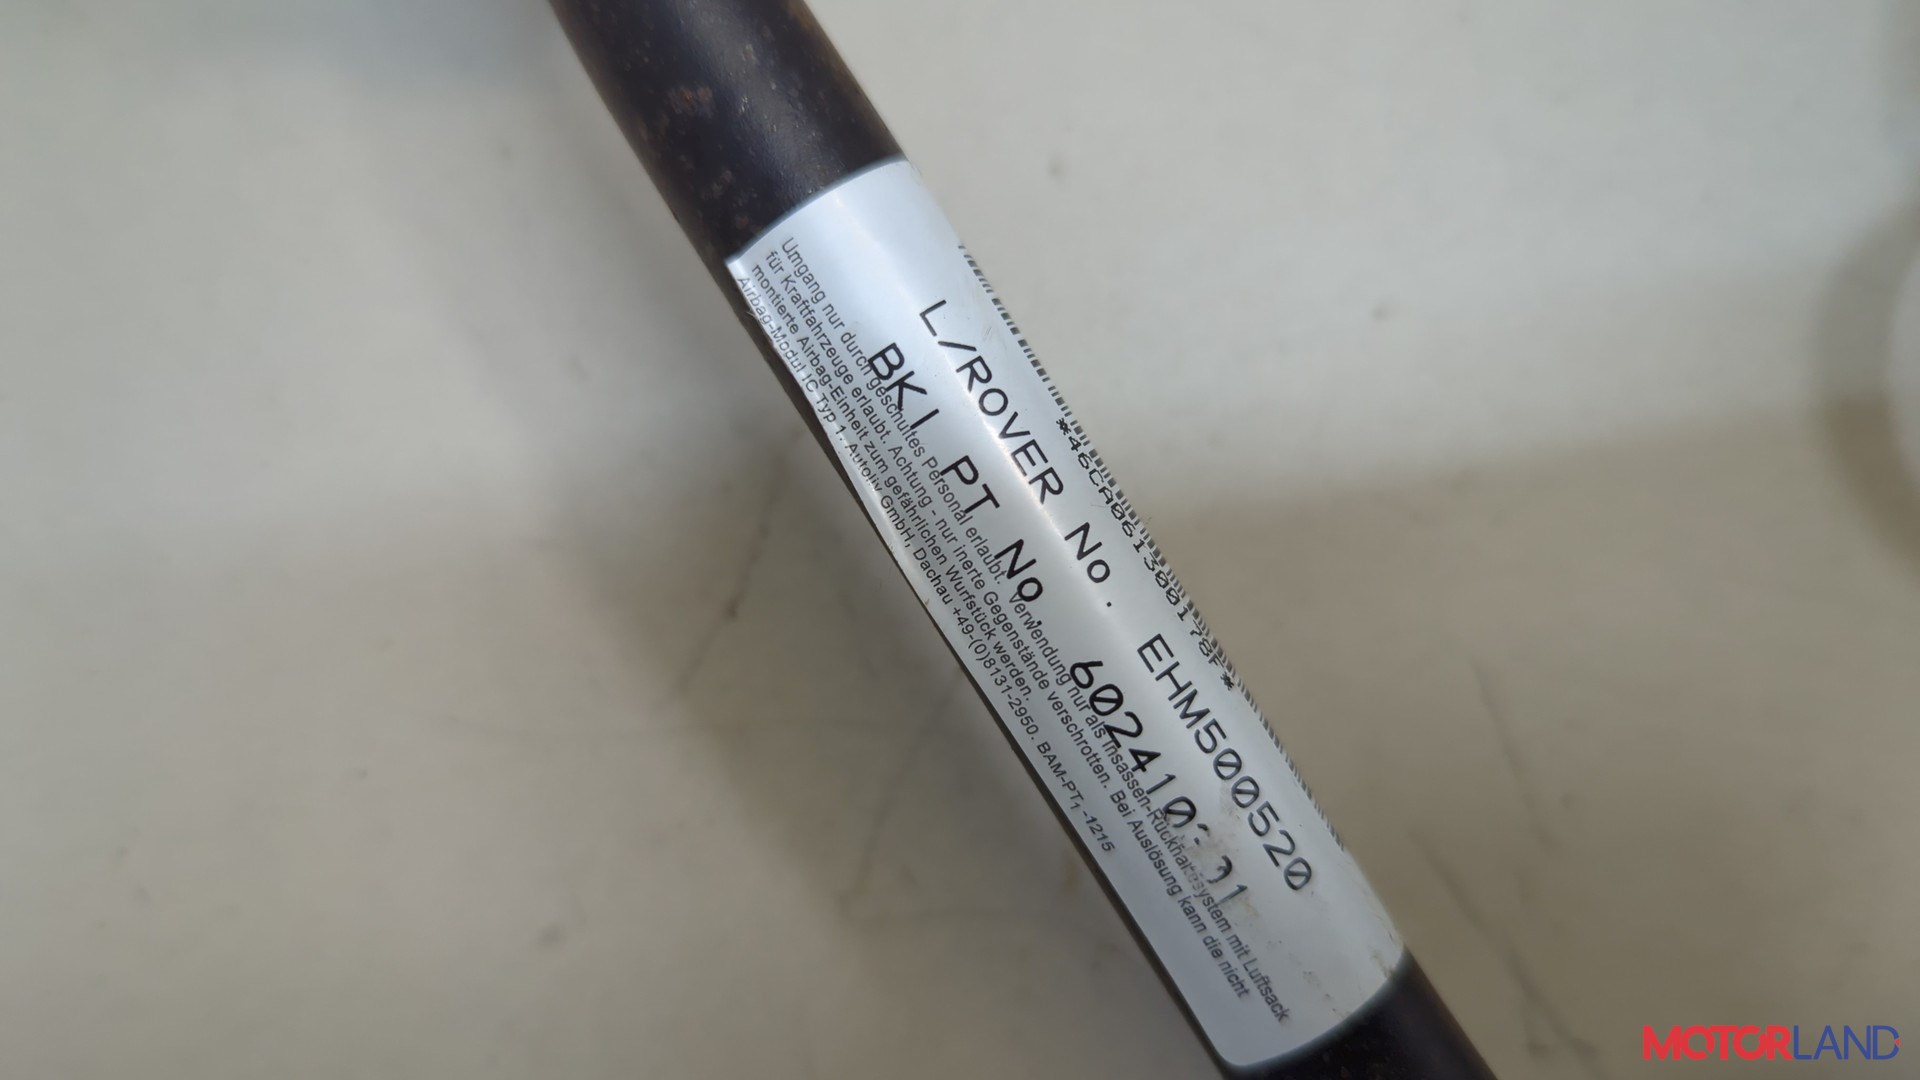 *46CA061300178F*
L/ROVER No. EHM500520
BKI PT No. 602410
Umgang nur durch geschultes Personal erlaubt. Verwendung nur als Insassen-Rückhaltesystem mit Luftsack
für Kraftfahrzeuge erlaubt. Achtung - nur inerte Gegenstände verschrotten. Bei Auslösung kann die nicht
montierte Airbag-Einheit zum gefährlichen Wurfstück werden.
Airbag-Modul IC Typ 1. Autoliv GmbH, Dachau +49-(0)8131-2950. BAM-PT1 -1215
MOTORLAND